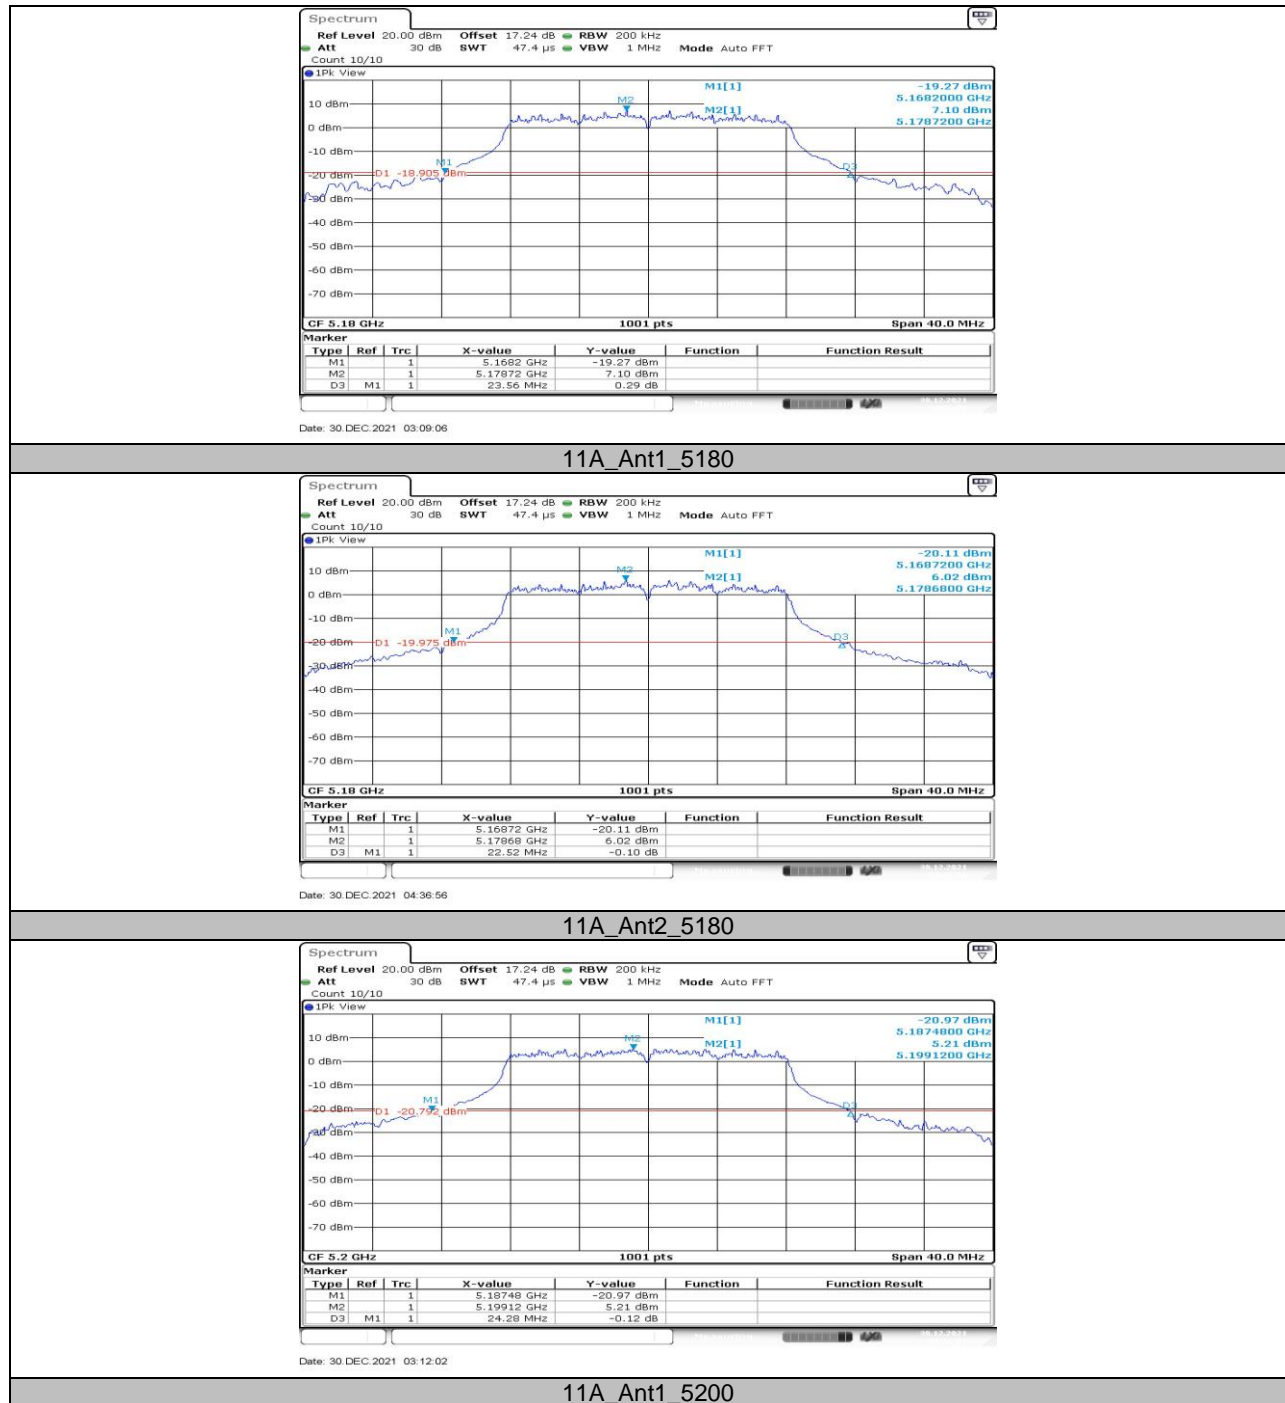 Spectrum
Ref Level 20.00 dBm Offset 17.24 dB RBW 200 kHz
Att 30 dB SWT 47.4 µs VBW 1 MHz Mode Auto FFT
Count 10/10
1Pk View
M1[1] -19.27 dBm
5.1682000 GHz
M2[1] 7.10 dBm
5.1787200 GHz
10 dBm
M2
0 dBm
-10 dBm
M1
D3
-20 dBm
D1 -18.905 dBm
-30 dBm
-40 dBm
-50 dBm
-60 dBm
-70 dBm
CF 5.18 GHz 1001 pts Span 40.0 MHz
Marker
Type Ref Trc X-value Y-value Function Function Result
M1 1 5.1682 GHz -19.27 dBm
M2 1 5.17872 GHz 7.10 dBm
D3 M1 1 23.56 MHz 0.29 dB
Date: 30.DEC.2021 03:09:06
11A_Ant1_5180
Spectrum
Ref Level 20.00 dBm Offset 17.24 dB RBW 200 kHz
Att 30 dB SWT 47.4 µs VBW 1 MHz Mode Auto FFT
Count 10/10
1Pk View
M1[1] -20.11 dBm
5.1687200 GHz
M2[1] 6.02 dBm
5.1786800 GHz
10 dBm
M2
0 dBm
-10 dBm
M1
D3
-20 dBm
D1 -19.975 dBm
-30 dBm
-40 dBm
-50 dBm
-60 dBm
-70 dBm
CF 5.18 GHz 1001 pts Span 40.0 MHz
Marker
Type Ref Trc X-value Y-value Function Function Result
M1 1 5.16872 GHz -20.11 dBm
M2 1 5.17868 GHz 6.02 dBm
D3 M1 1 22.52 MHz -0.10 dB
Date: 30.DEC.2021 04:36:56
11A_Ant2_5180
Spectrum
Ref Level 20.00 dBm Offset 17.24 dB RBW 200 kHz
Att 30 dB SWT 47.4 µs VBW 1 MHz Mode Auto FFT
Count 10/10
1Pk View
M1[1] -20.97 dBm
5.1874800 GHz
M2[1] 5.21 dBm
5.1991200 GHz
10 dBm
M2
0 dBm
-10 dBm
M1
D3
-20 dBm
D1 -20.792 dBm
-30 dBm
-40 dBm
-50 dBm
-60 dBm
-70 dBm
CF 5.2 GHz 1001 pts Span 40.0 MHz
Marker
Type Ref Trc X-value Y-value Function Function Result
M1 1 5.18748 GHz -20.97 dBm
M2 1 5.19912 GHz 5.21 dBm
D3 M1 1 24.28 MHz -0.12 dB
Date: 30.DEC.2021 03:12:02
11A_Ant1_5200